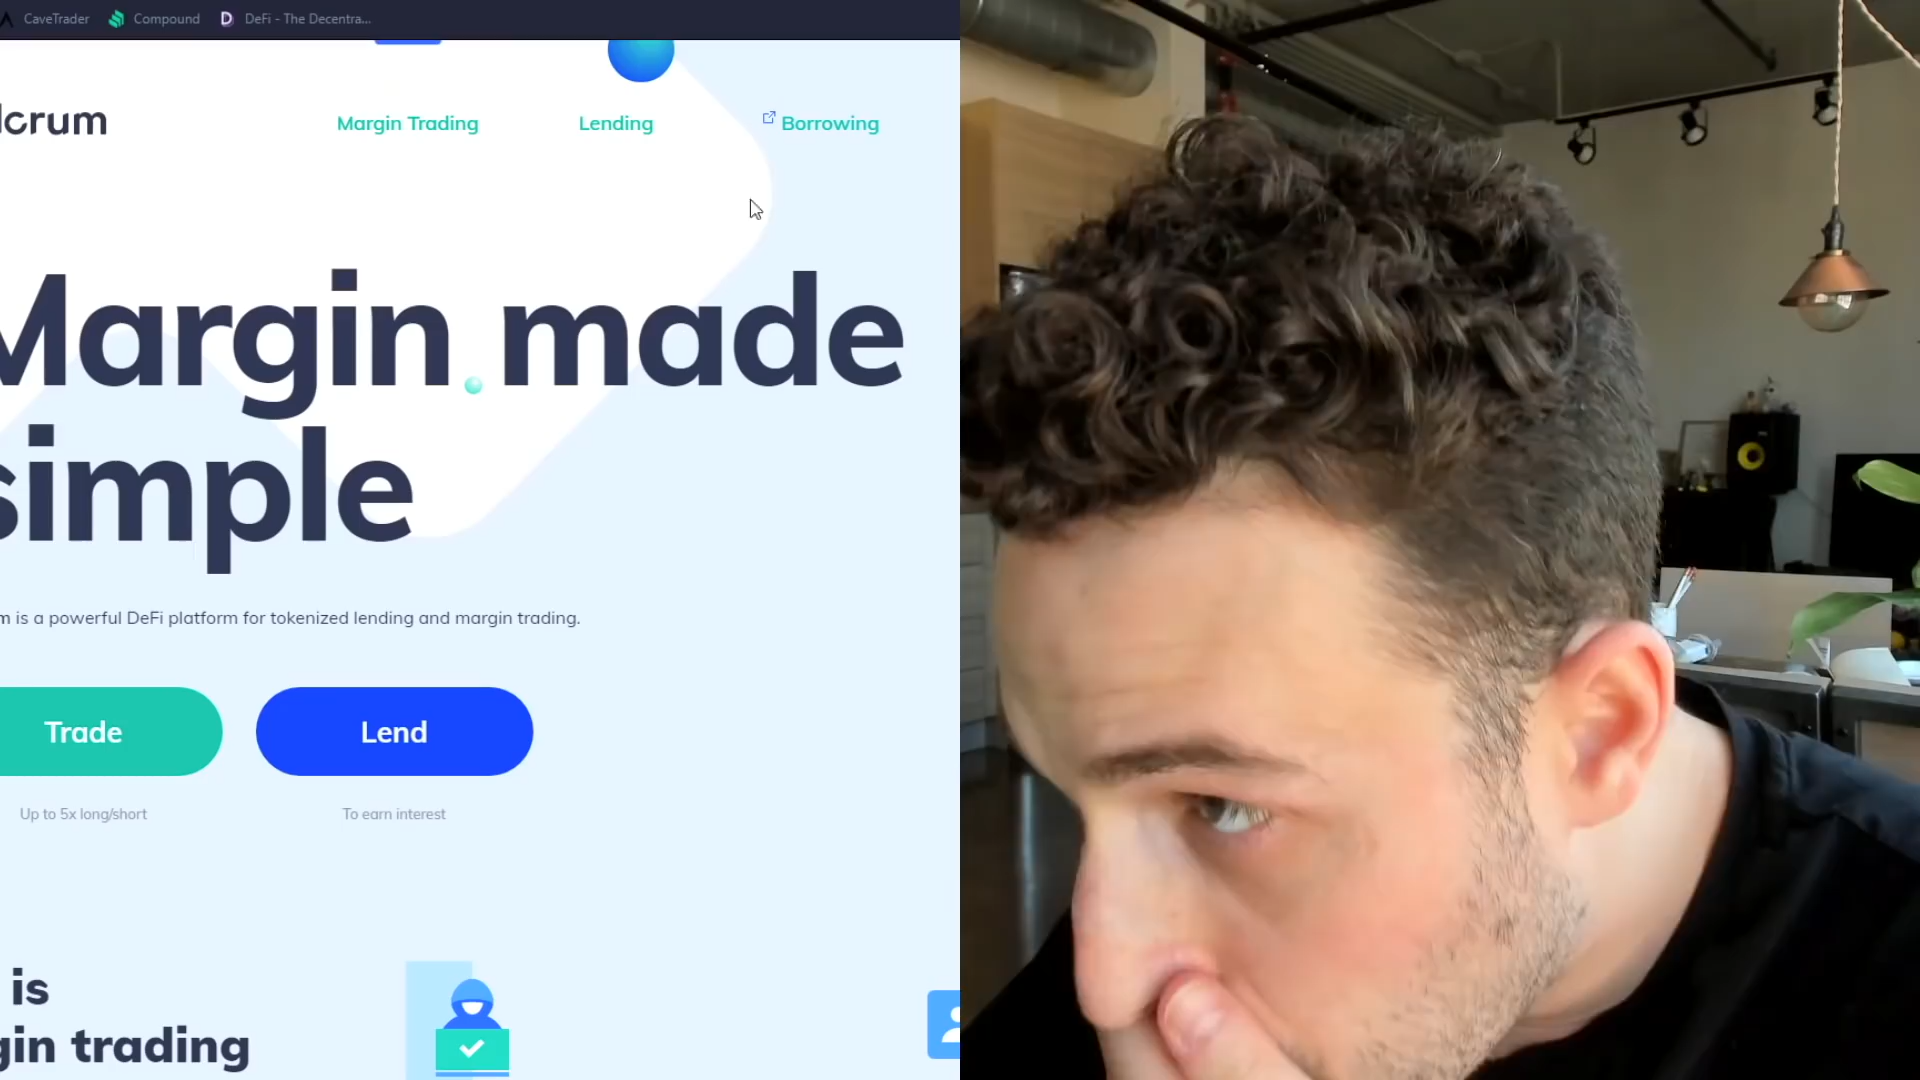 CaveTrader Compound DeFi - The Decentra...
lcrum Margin Trading Lending Borrowing
Margin made
simple
m is a powerful DeFi platform for tokenized lending and margin trading.
Trade Lend
Up to 5x long/short To earn interest
is
gin trading